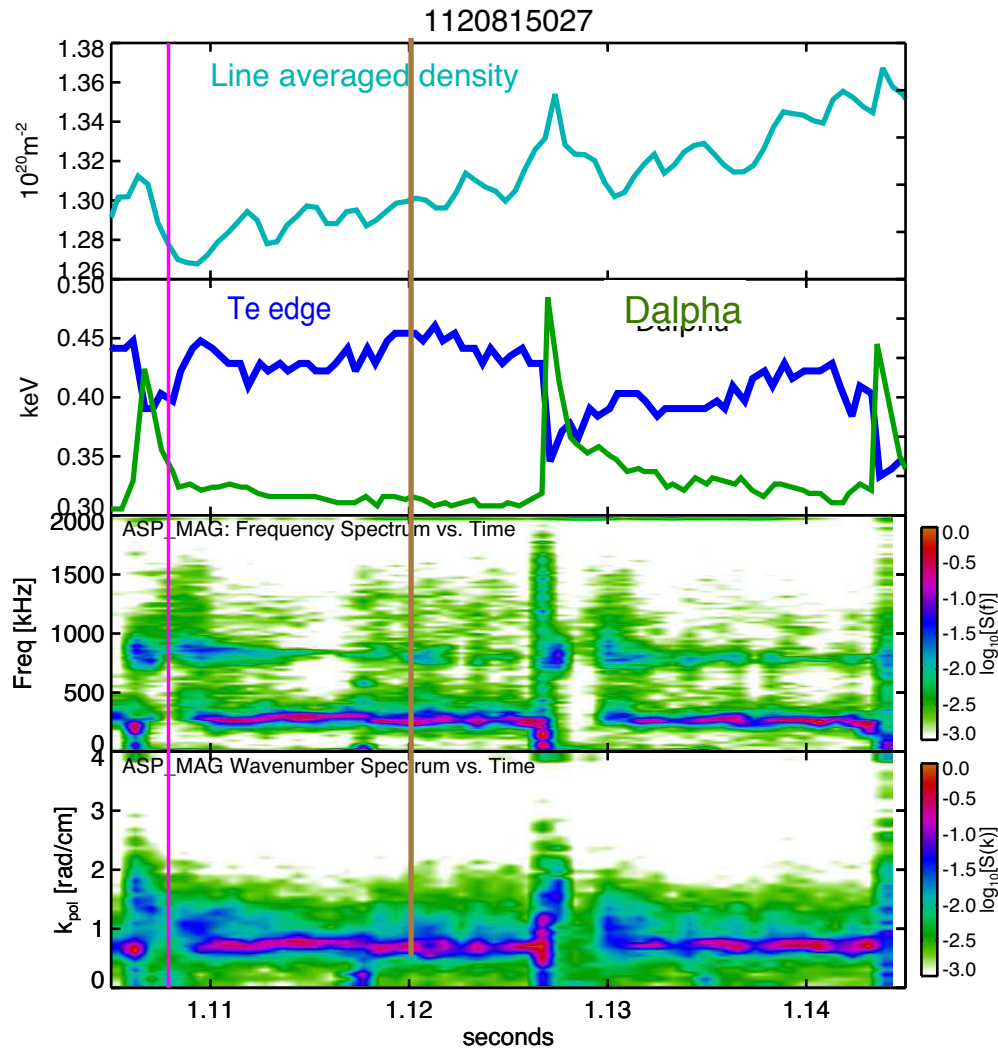 1120815027
1.38
1.36
1.34
1.32
1.30
1.28
1.26
10²⁰m⁻²
Line averaged density
0.50
0.45
0.40
0.35
0.30
keV
Te edge
Dalpha
Dalpha
2000
1500
1000
500
0
Freq [kHz]
ASP_MAG: Frequency Spectrum vs. Time
0.0
-0.5
-1.0
-1.5
-2.0
-2.5
-3.0
log₁₀[S(f)]
4
3
2
1
0
k_pol [rad/cm]
ASP_MAG Wavenumber Spectrum vs. Time
0.0
-0.5
-1.0
-1.5
-2.0
-2.5
-3.0
log₁₀[S(k)]
1.11 1.12 1.13 1.14
seconds